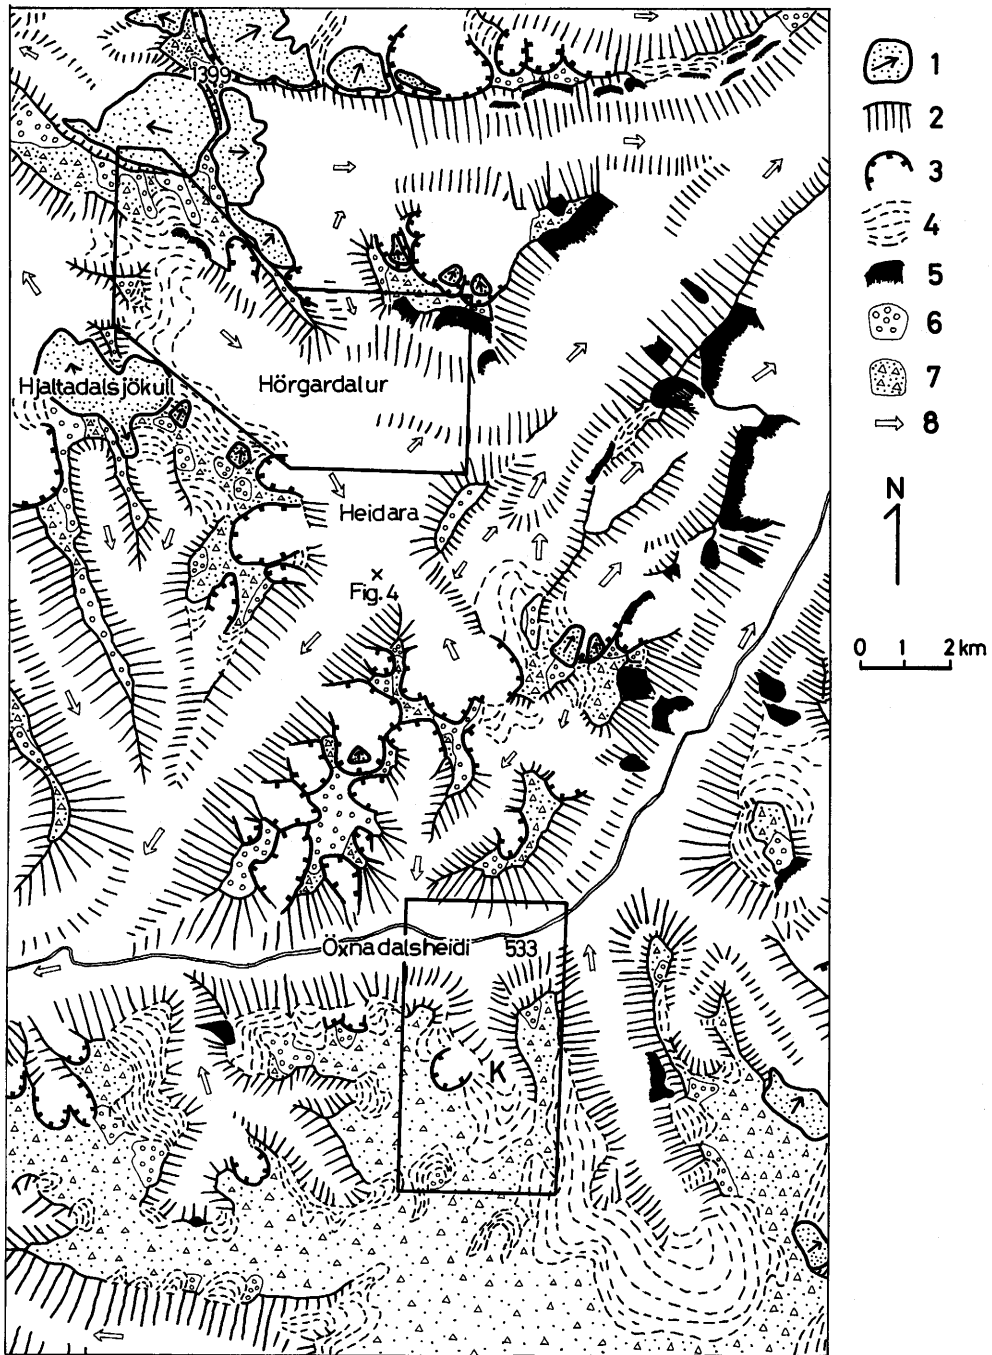 1399
Hjaltadalsjökull
Hörgardalur
Heidara
Fig. 4
Öxnadalsheidi 533
K
1
2
3
4
5
6
7
8
N
0 1 2 km